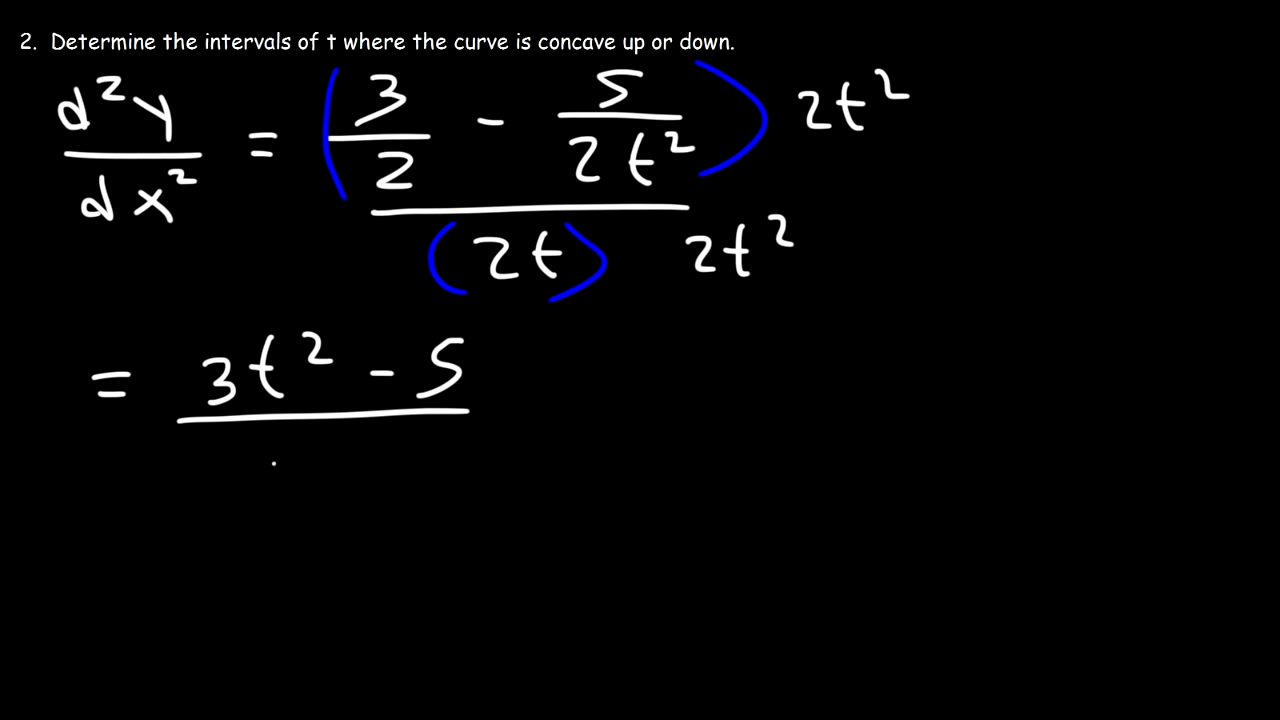 2. Determine the intervals of t where the curve is concave up or down.
d²y/dx² = (3/2 - 5/(2t²)) 2t² / (2t) 2t²
= 3t² - 5